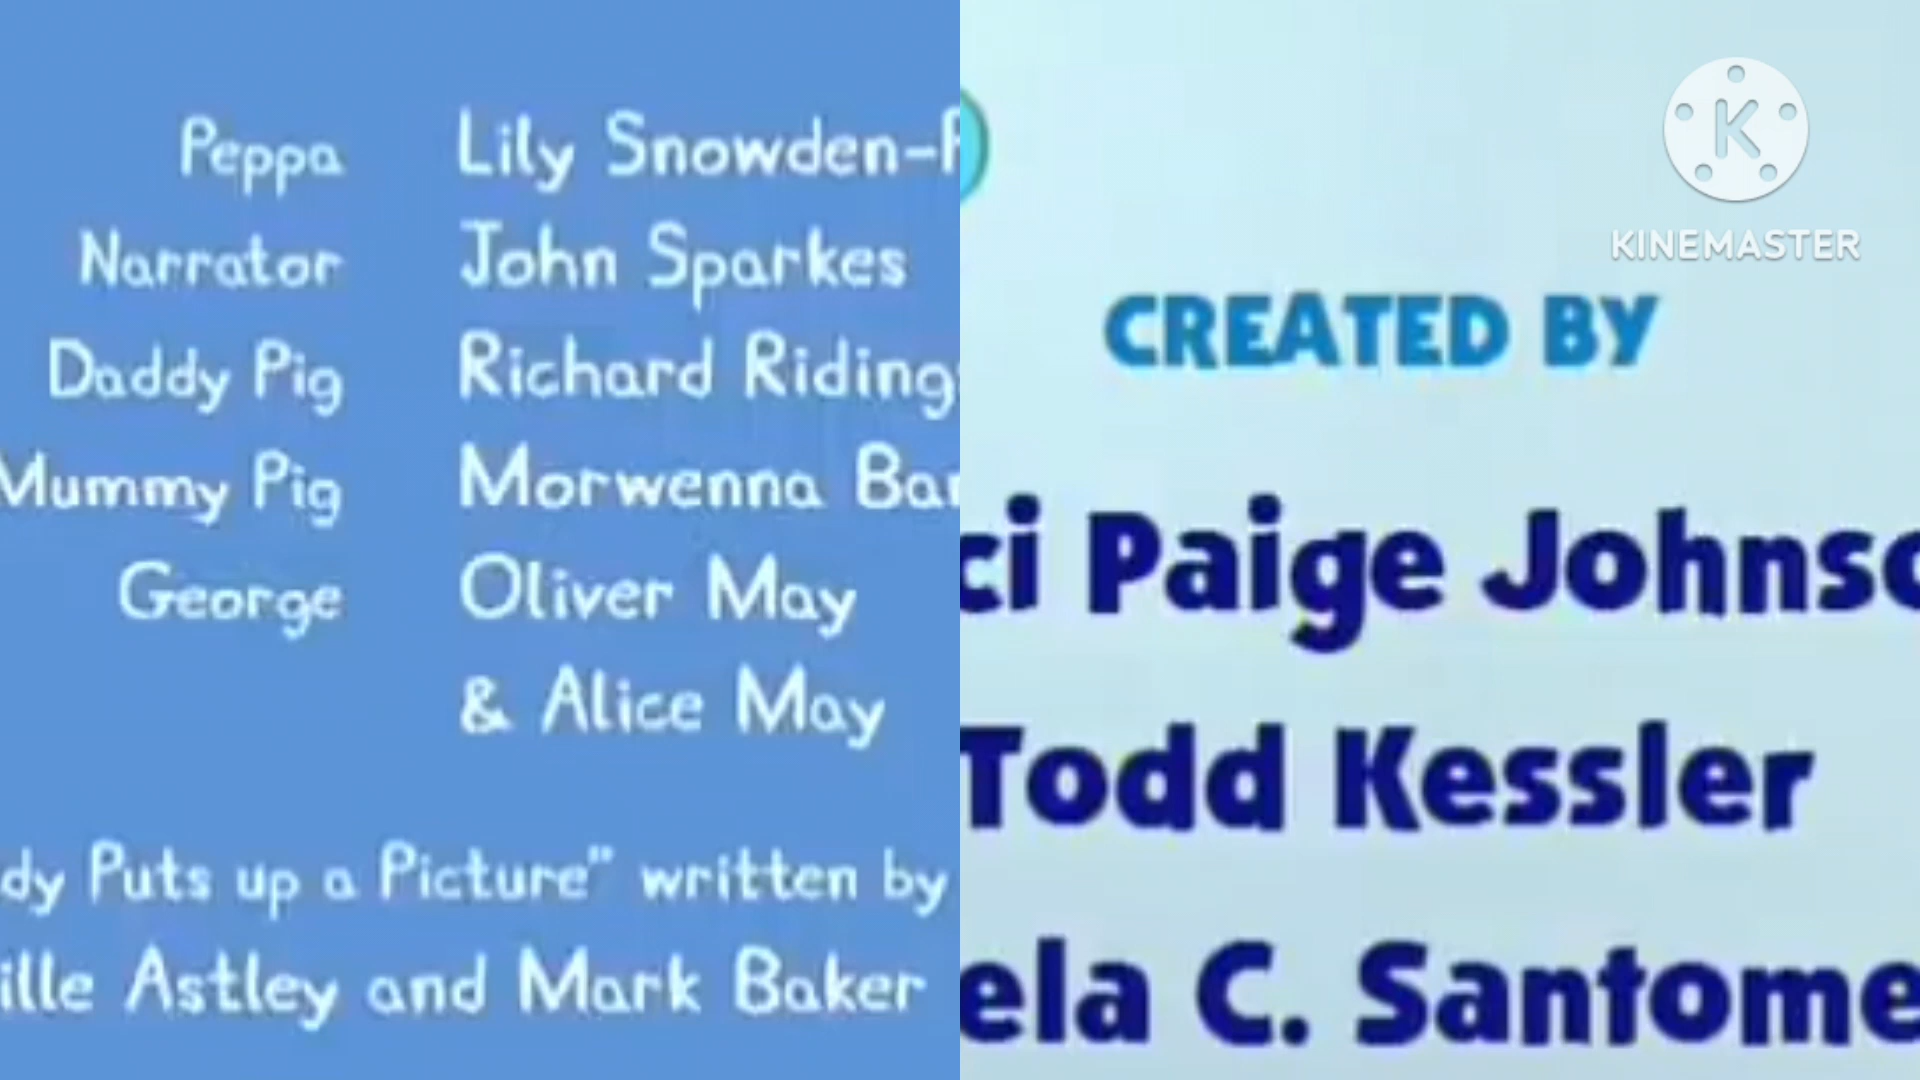 Peppa Lily Snowden-
Narrator John Sparkes
Daddy Pig Richard Riding
Mummy Pig Morwenna Bar
George Oliver May
& Alice May
dy Puts up a Picture" written by
ille Astley and Mark Baker
K
KINEMASTER
CREATED BY
ci Paige Johnso
Todd Kessler
ela C. Santome